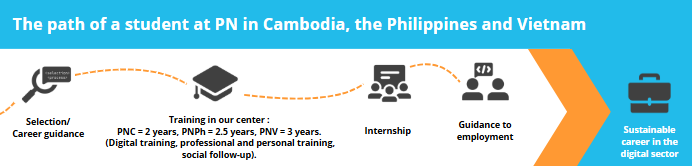 The path of a student at PN in Cambodia, the Philippines and Vietnam
Selection/
Career guidance
Training in our center :
PNC = 2 years, PNPh = 2.5 years, PNV = 3 years.
(Digital training, professional and personal training,
social follow-up).
Internship
Guidance to
employment
Sustainable
career in the
digital sector